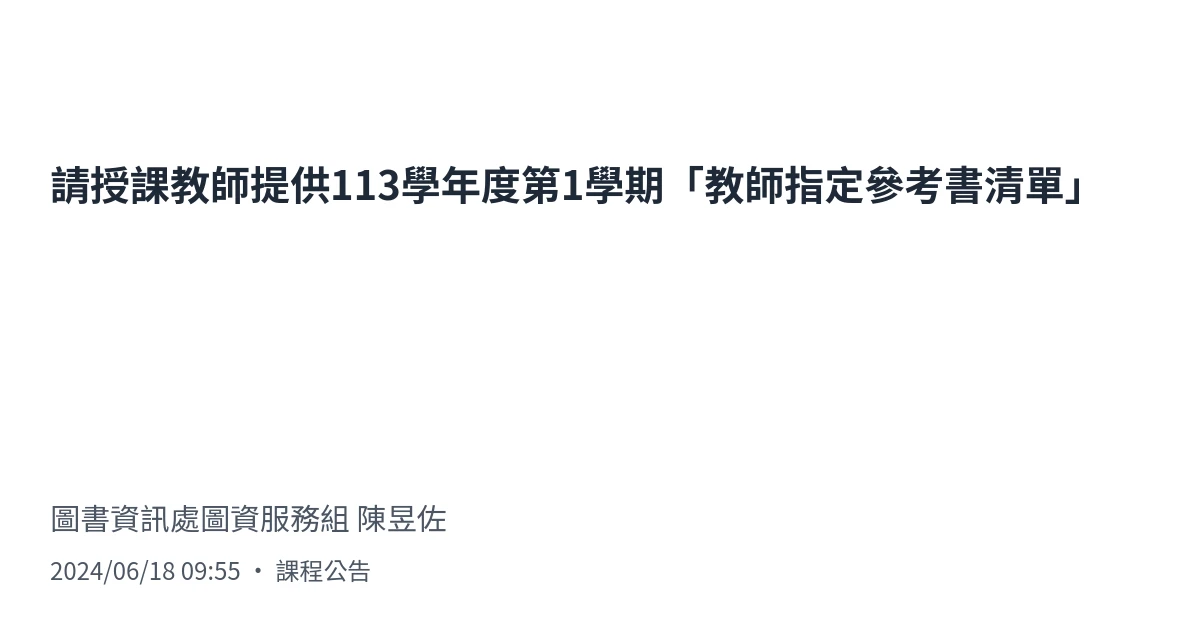 請授課教師提供113學年度第1學期「教師指定參考書清單」
圖書資訊處圖資服務組 陳昱佐
2024/06/18 09:55 • 課程公告